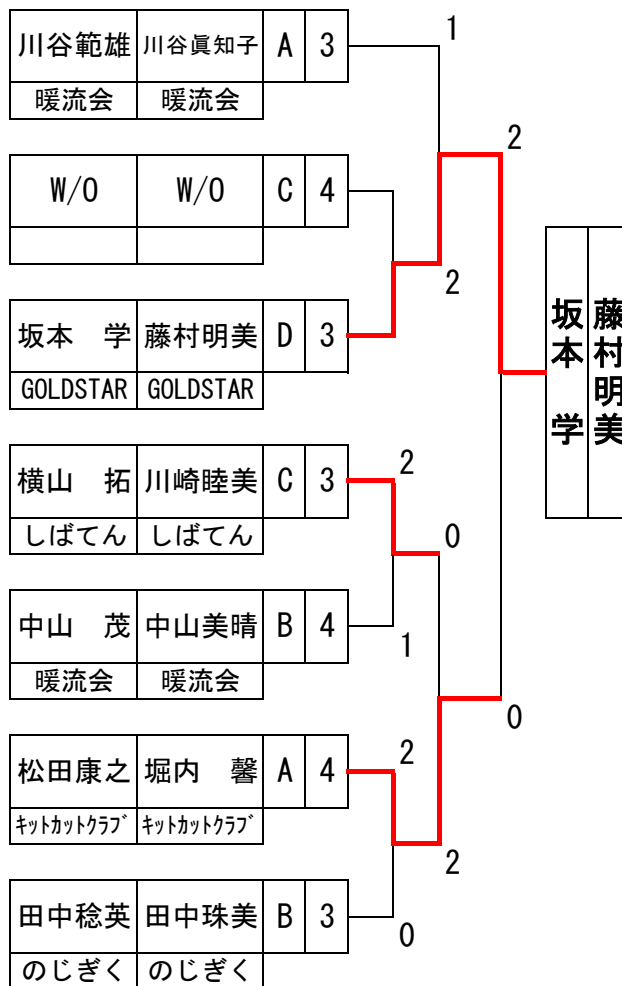 川谷範雄 川谷眞知子 A 3
暖流会 暖流会
1
2
W/O W/O C 4
2
坂本 学 藤村明美 D 3
GOLDSTAR GOLDSTAR
坂本 学 藤村明美
横山 拓 川崎睦美 C 3
しばてん しばてん
2
0
中山 茂 中山美晴 B 4
暖流会 暖流会
1
0
松田康之 堀内 馨 A 4
ｷｯﾄｶｯﾄｸﾗﾌﾞ ｷｯﾄｶｯﾄｸﾗﾌﾞ
2
2
田中稔英 田中珠美 B 3
のじぎく のじぎく
0